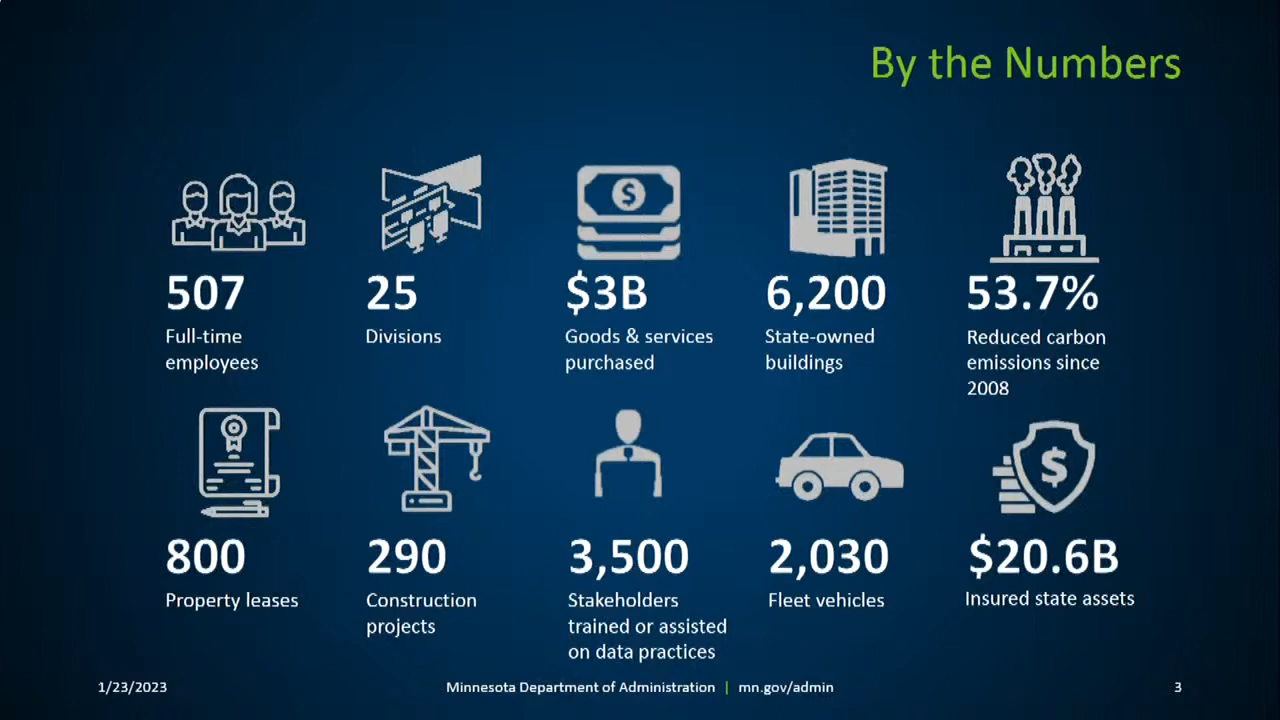 By the Numbers
507
Full-time
employees
25
Divisions
$3B
Goods & services
purchased
6,200
State-owned
buildings
53.7%
Reduced carbon
emissions since
2008
800
Property leases
290
Construction
projects
3,500
Stakeholders
trained or assisted
on data practices
2,030
Fleet vehicles
$20.6B
Insured state assets
1/23/2023
Minnesota Department of Administration | mn.gov/admin
3